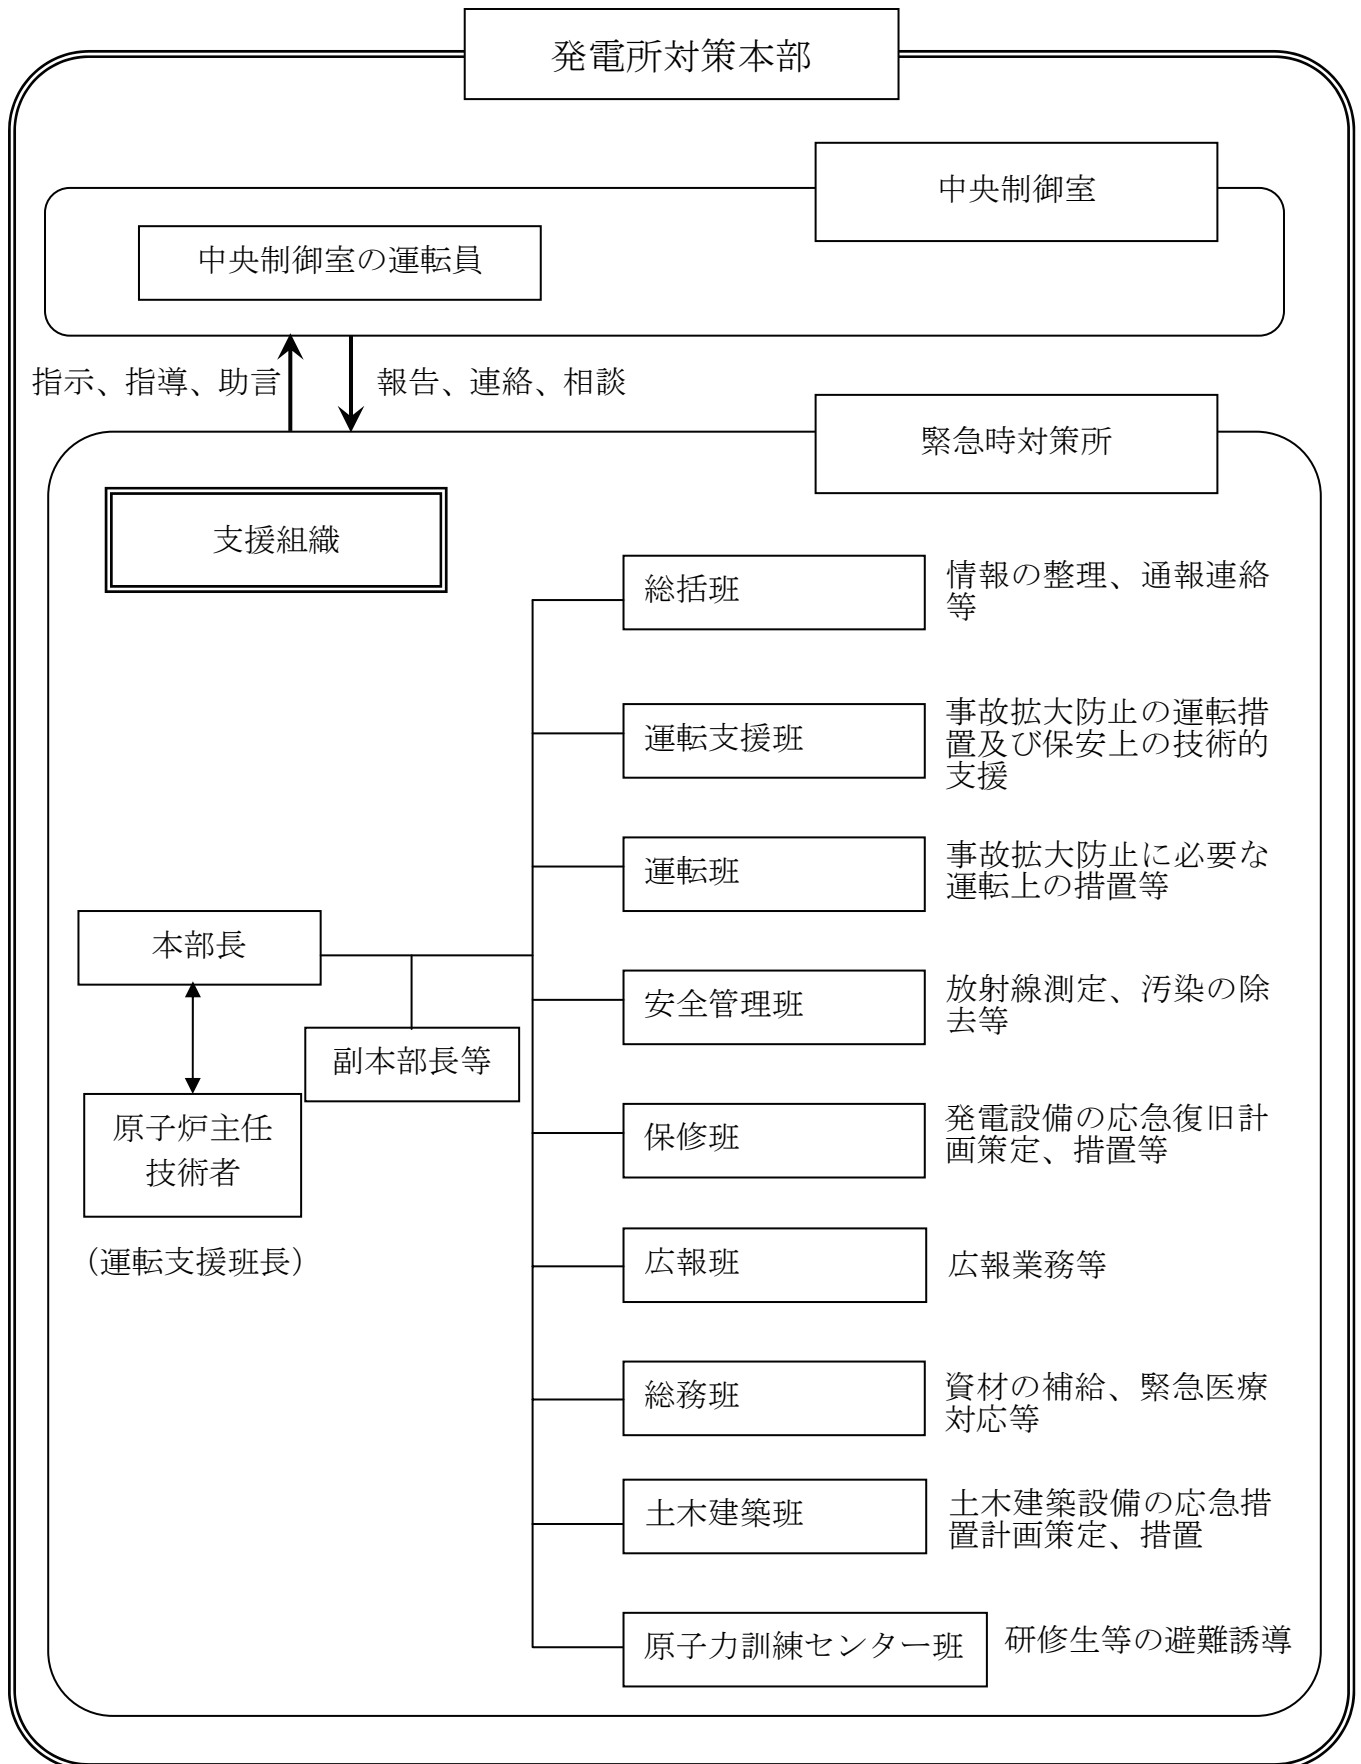 発電所対策本部
中央制御室
中央制御室の運転員
指示、指導、助言
報告、連絡、相談
緊急時対策所
支援組織
総括班
情報の整理、通報連絡
等
運転支援班
事故拡大防止の運転措
置及び保安上の技術的
支援
運転班
事故拡大防止に必要な
運転上の措置等
本部長
安全管理班
放射線測定、汚染の除
去等
副本部長等
原子炉主任
技術者
(運転支援班長)
保修班
発電設備の応急復旧計
画策定、措置等
広報班
広報業務等
総務班
資材の補給、緊急医療
対応等
土木建築班
土木建築設備の応急措
置計画策定、措置
原子力訓練センター班
研修生等の避難誘導